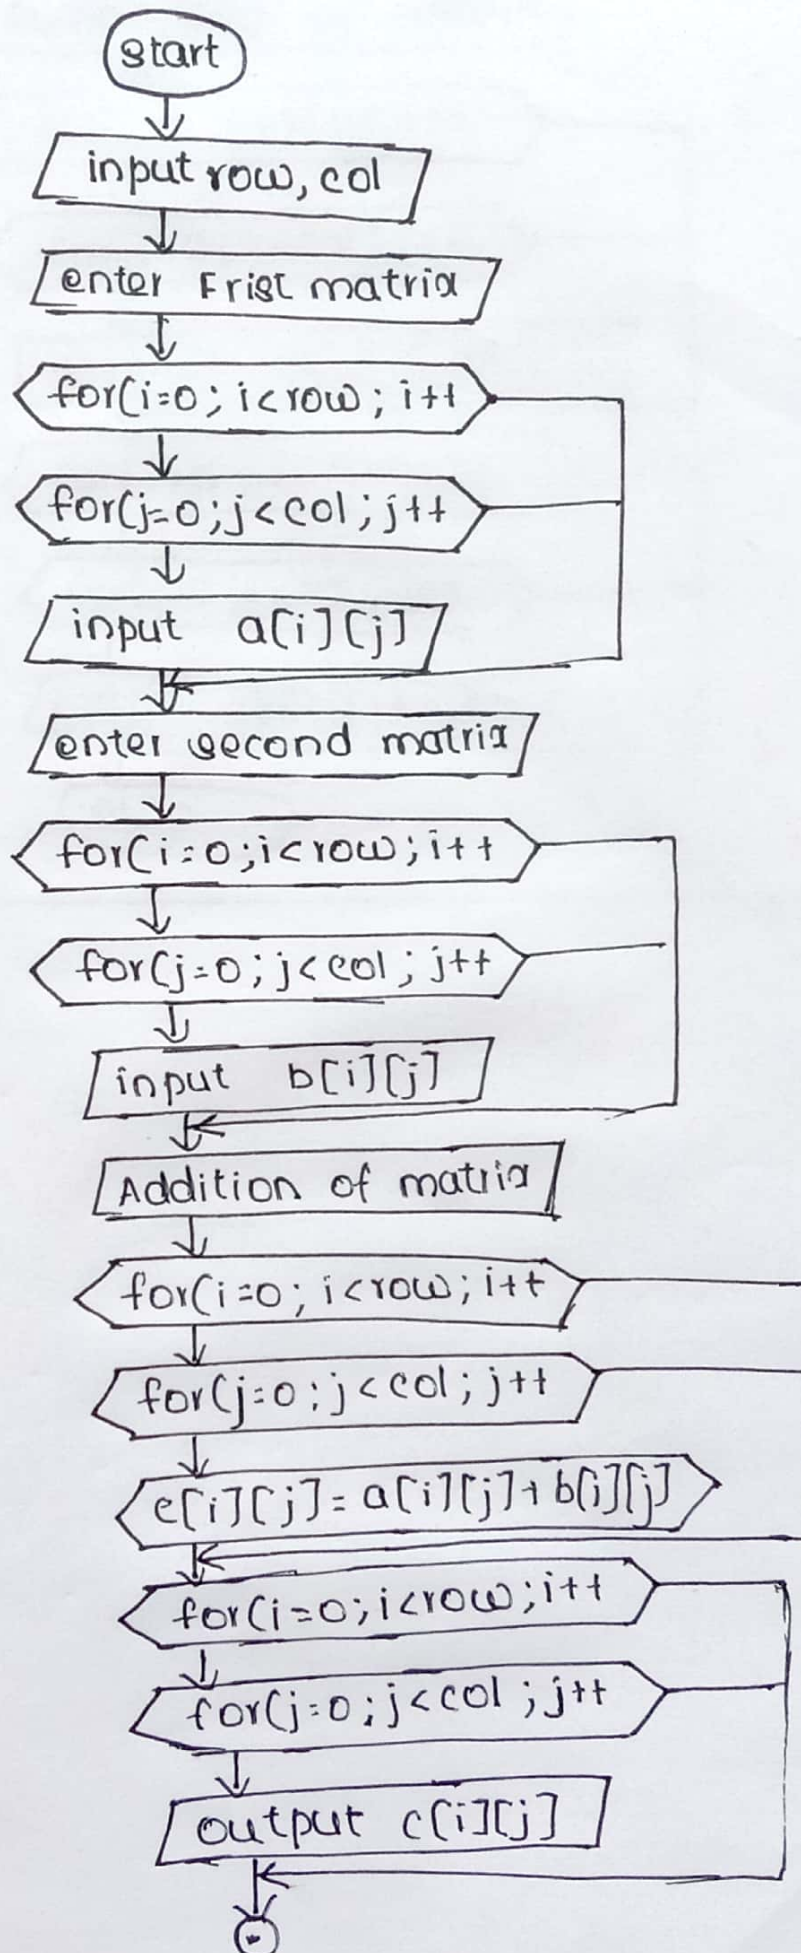 start
input row, col
enter Frist matrix
for(i=0; i<row; i++
for(j=0;j<col;j++
input a[i][j]
enter second matrix
for(i=0;i<row;i++
for(j=0;j<col;j++
input b[i][j]
Addition of matrix
for(i=0; i<row; i++
for(j=0;j<col; j++
c[i][j]=a[i][j]+b[i][j]
for(i=0;i<row;i++
for(j=0;j<col;j++
output c[i][j]